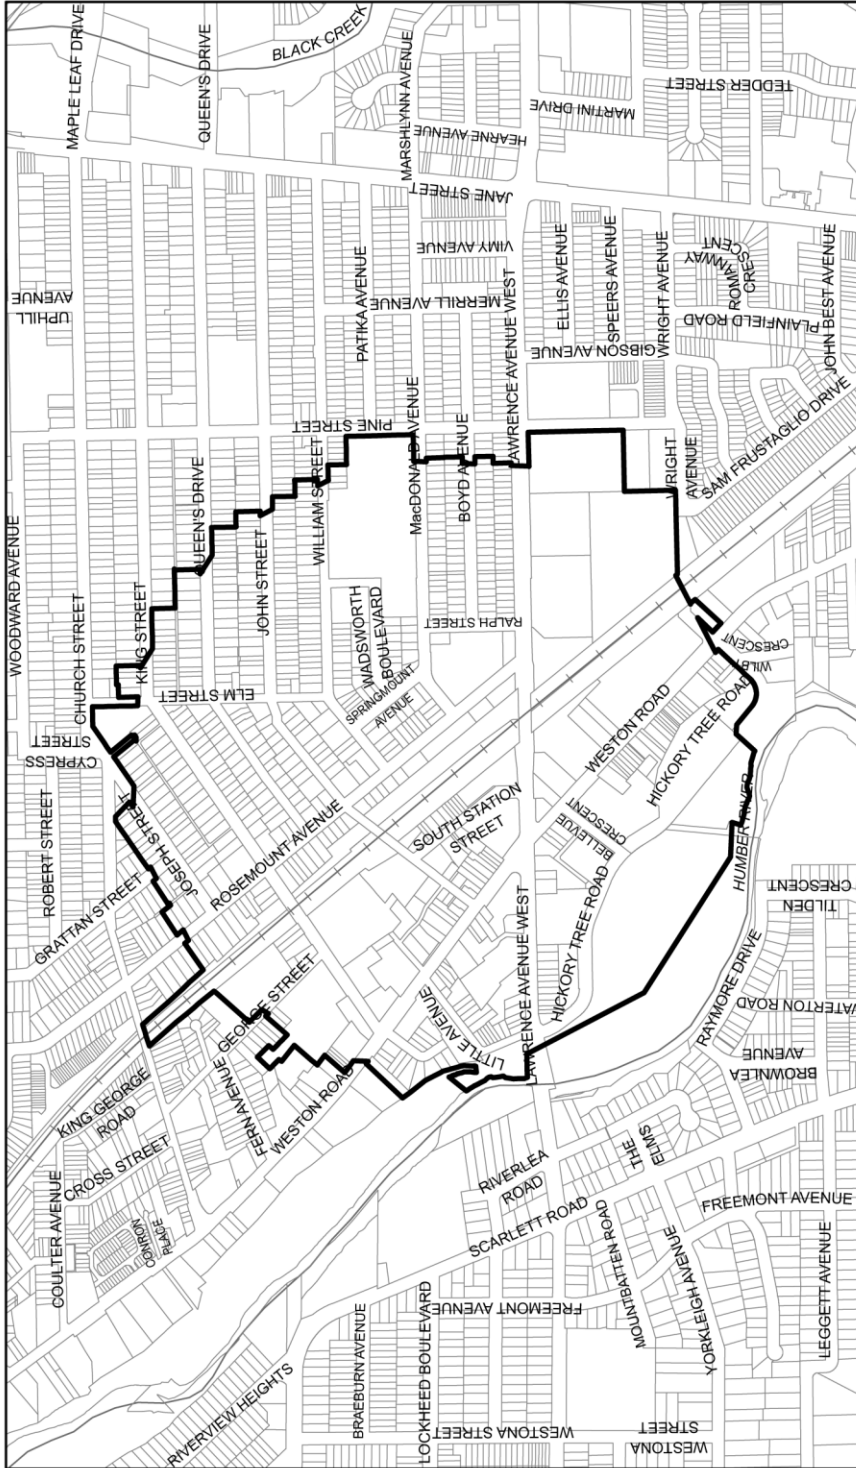 MAPLE LEAF DRIVE
QUEEN'S DRIVE
BLACK CREEK
MARSHLYNN AVENUE
HEARNE AVENUE
MARTINI DRIVE
TEDDER STREET
JANE STREET
UPHILL
AVENUE
PATIKA AVENUE
VIMY AVENUE
MERRILL AVENUE
ELLIS AVENUE
SPEERS AVENUE
WRIGHT AVENUE
ROMANWAY
CRESCENT
PLAINFIELD ROAD
JOHN BEST AVENUE
GIBSON AVENUE
LAWRENCE AVENUE WEST
PINE STREET
MacDONALD AVENUE
BOYD AVENUE
WRIGHT
AVENUE
SAM FRUSTAGLIO DRIVE
WOODWARD AVENUE
CHURCH STREET
KING STREET
QUEEN'S DRIVE
JOHN STREET
WILLIAM STREET
WADSWORTH
BOULEVARD
RALPH STREET
ELM STREET
SPRINGMOUNT
AVENUE
CRESCENT
WILBY
CYPRESS
STREET
ROBERT STREET
JOSEPH STREET
GRATTAN STREET
ROSEMOUNT AVENUE
SOUTH STATION
STREET
WESTON ROAD
HICKORY TREE ROAD
BELLEVUE
CRESCENT
HUMBER RIVER
LAWRENCE AVENUE WEST
HICKORY TREE ROAD
TILDEN
CRESCENT
RAYMORE DRIVE
WATERTON ROAD
BROWNLEA
AVENUE
GEORGE STREET
LITTLE AVENUE
FERN AVENUE
WESTON ROAD
KING GEORGE
ROAD
CROSS STREET
COULTER AVENUE
CONRON
PLACE
RIVERLEA
ROAD
THE
ELMS
SCARLETT ROAD
FREEMONT AVENUE
MOUNTBATTEN ROAD
YORKLEIGH AVENUE
LEGGETT AVENUE
FREEMONT AVENUE
BRAEBURN AVENUE
LOCKHEED BOULEVARD
RIVERVIEW HEIGHTS
WESTONA STREET
WESTONA
STREET